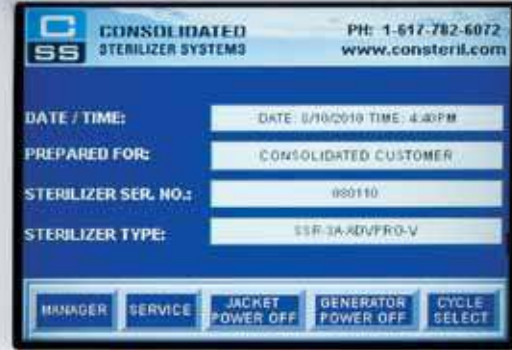 CONSOLIDATED
STERILIZER SYSTEMS
CSS
PH: 1-617-782-6072
www.consteril.com
DATE / TIME:
DATE: 8/10/2010 TIME: 4:40PM
PREPARED FOR:
CONSOLIDATED CUSTOMER
STERILIZER SER. NO.:
080110
STERILIZER TYPE:
SSR-3A-ADVPRO-V
MANAGER
SERVICE
JACKET
POWER OFF
GENERATOR
POWER OFF
CYCLE
SELECT